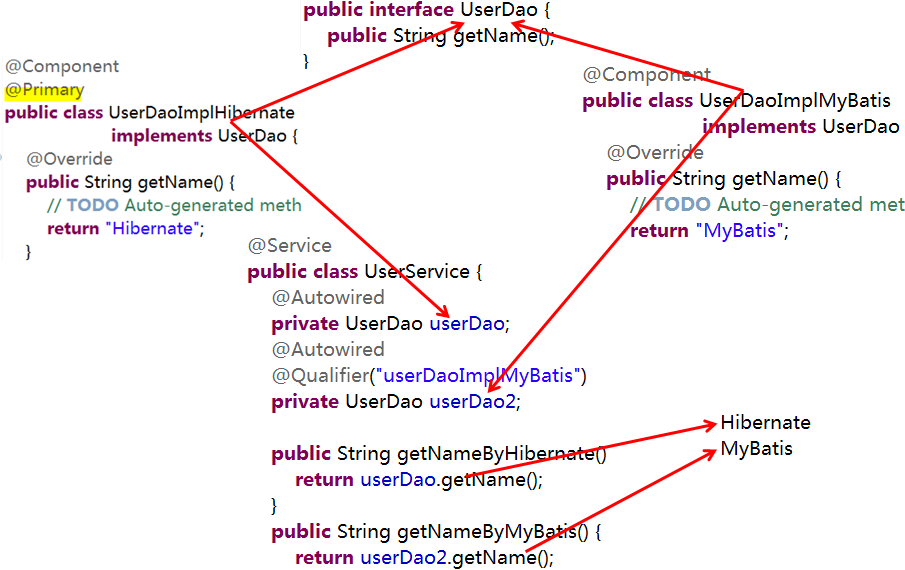 public interface UserDao {
public String getName();
}
@Component
@Primary
public class UserDaoImplHibernate
implements UserDao {
@Override
public String getName() {
// TODO Auto-generated meth
return "Hibernate";
}
@Component
public class UserDaoImplMyBatis
implements UserDao
@Override
public String getName() {
// TODO Auto-generated met
return "MyBatis";
@Service
public class UserService {
@Autowired
private UserDao userDao;
@Autowired
@Qualifier("userDaoImplMyBatis")
private UserDao userDao2;
public String getNameByHibernate()
return userDao.getName();
}
public String getNameByMyBatis() {
return userDao2.getName();
Hibernate
MyBatis